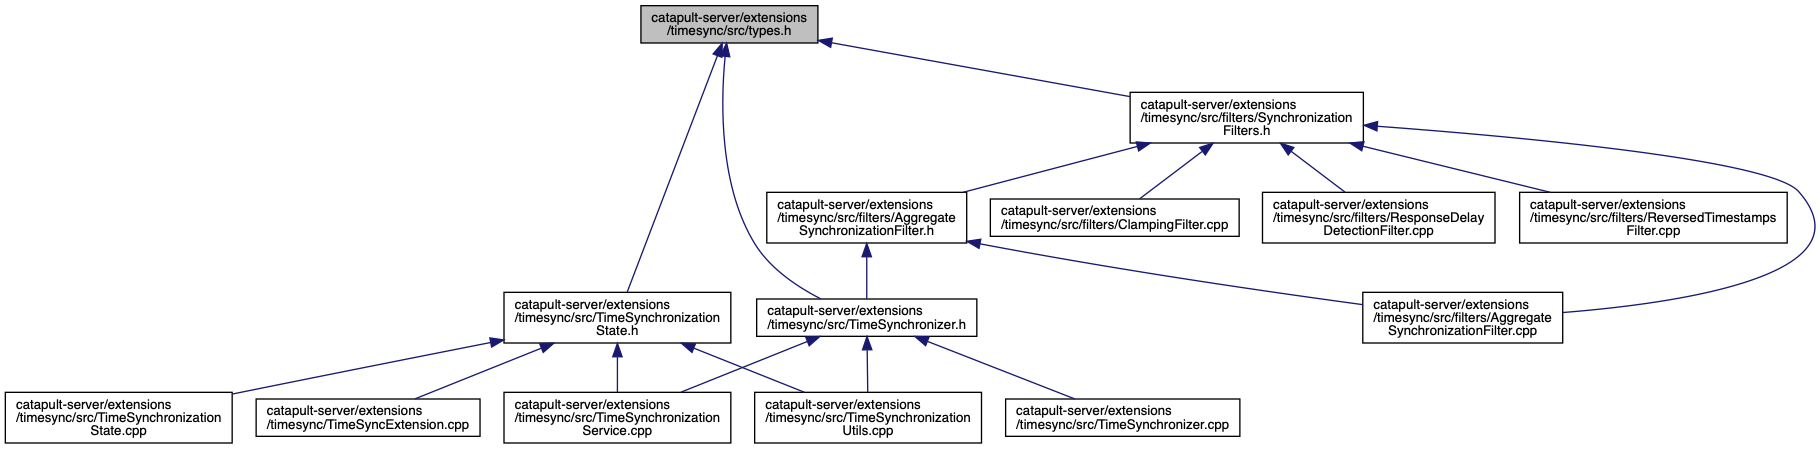 catapult-server/extensions
/timesync/src/types.h
catapult-server/extensions
/timesync/src/filters/Synchronization
Filters.h
catapult-server/extensions
/timesync/src/filters/Aggregate
SynchronizationFilter.h
catapult-server/extensions
/timesync/src/filters/ClampingFilter.cpp
catapult-server/extensions
/timesync/src/filters/ResponseDelay
DetectionFilter.cpp
catapult-server/extensions
/timesync/src/filters/ReversedTimestamps
Filter.cpp
catapult-server/extensions
/timesync/src/TimeSynchronization
State.h
catapult-server/extensions
/timesync/src/TimeSynchronizer.h
catapult-server/extensions
/timesync/src/filters/Aggregate
SynchronizationFilter.cpp
catapult-server/extensions
/timesync/src/TimeSynchronization
State.cpp
catapult-server/extensions
/timesync/TimeSyncExtension.cpp
catapult-server/extensions
/timesync/src/TimeSynchronization
Service.cpp
catapult-server/extensions
/timesync/src/TimeSynchronization
Utils.cpp
catapult-server/extensions
/timesync/src/TimeSynchronizer.cpp